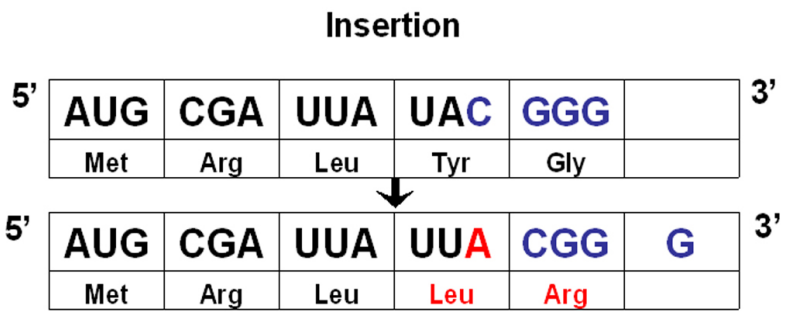 Insertion
5’ AUG CGA UUA UAC GGG 3’
Met Arg Leu Tyr Gly
5’ AUG CGA UUA UUA CGG G 3’
Met Arg Leu Leu Arg